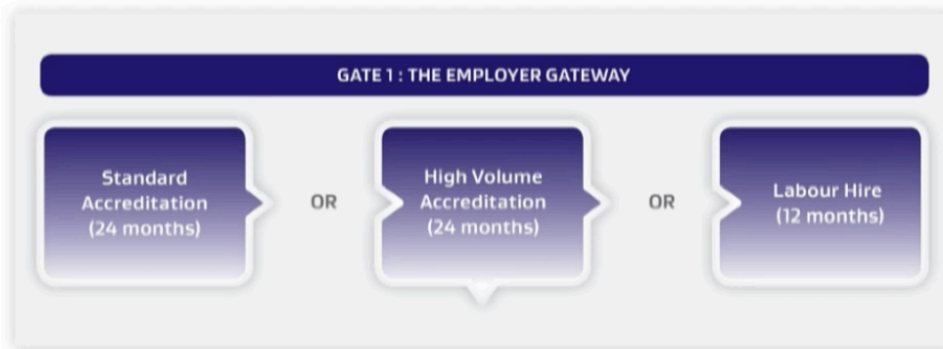 GATE 1 : THE EMPLOYER GATEWAY
Standard
Accreditation
(24 months)
OR
High Volume
Accreditation
(24 months)
OR
Labour Hire
(12 months)